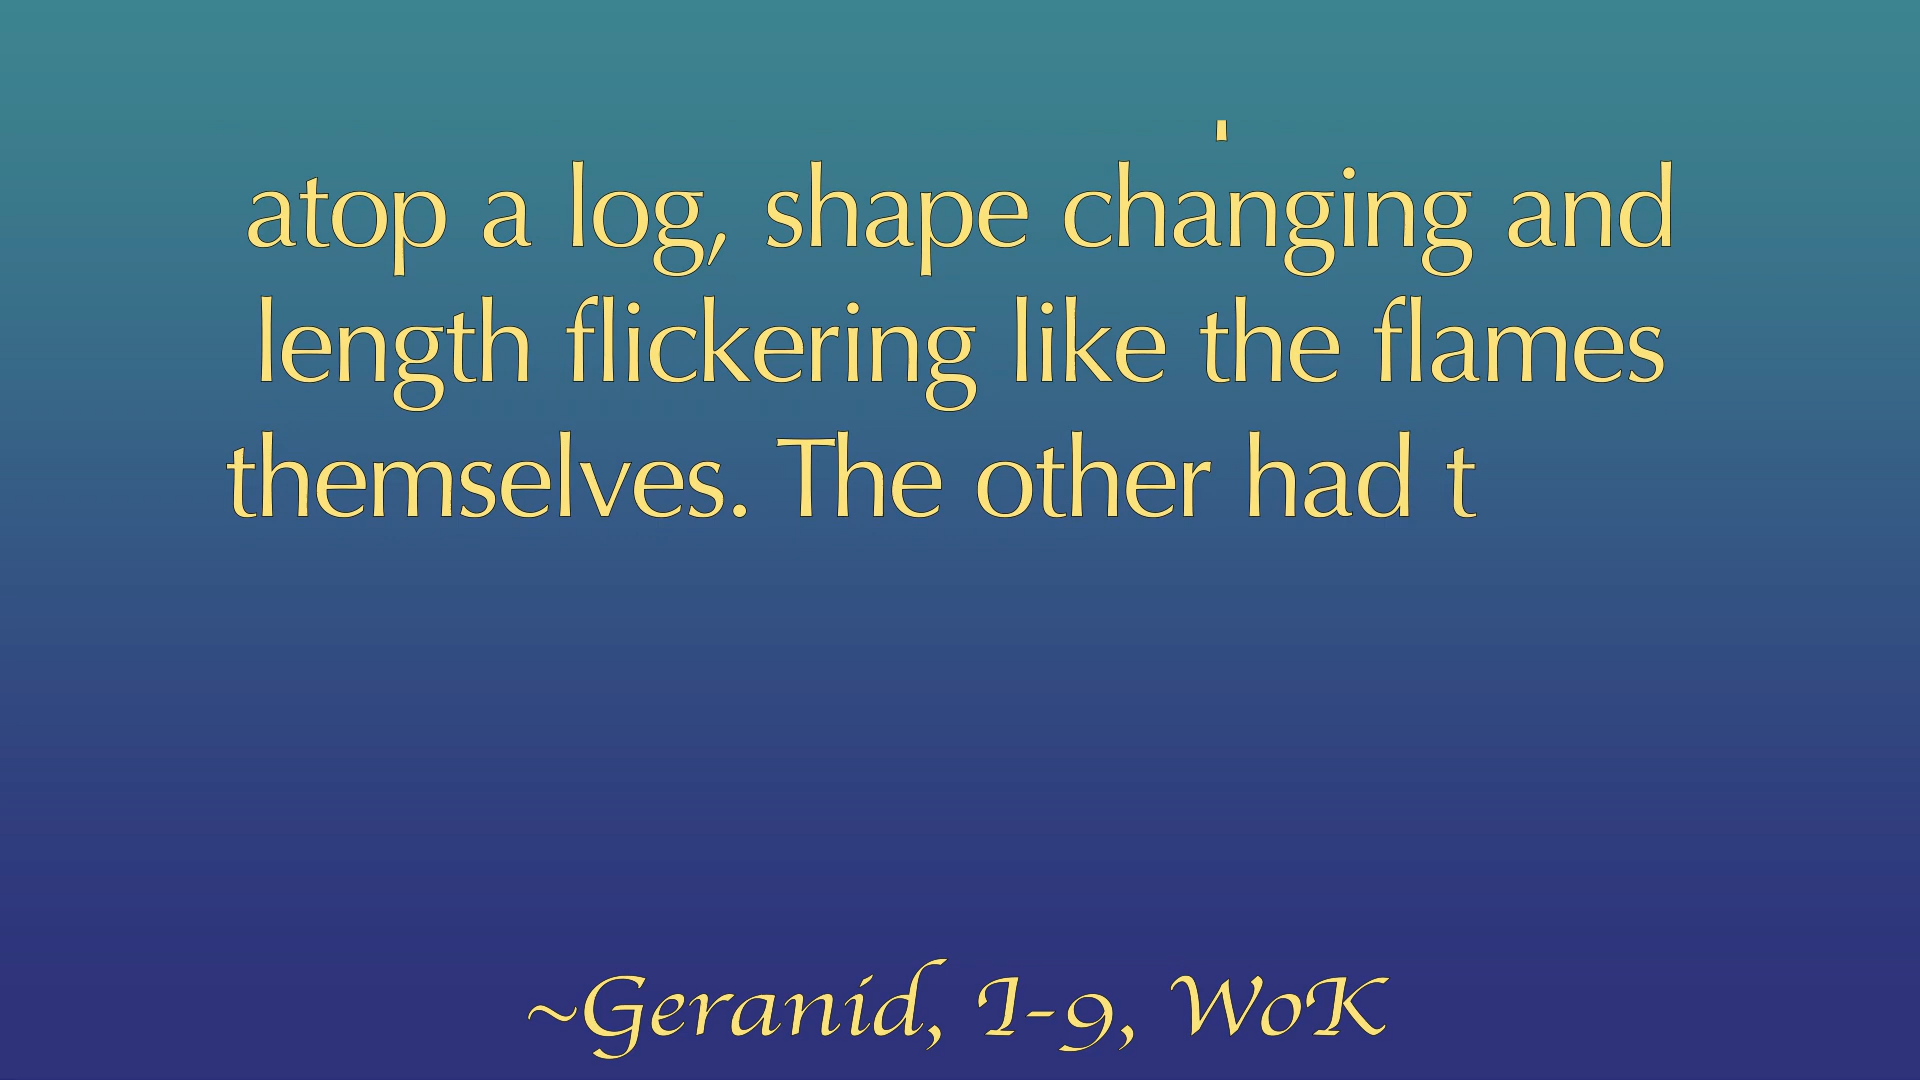 atop a log, shape changing and
length flickering like the flames
themselves. The other had t
~Geranid, I-9, WoK